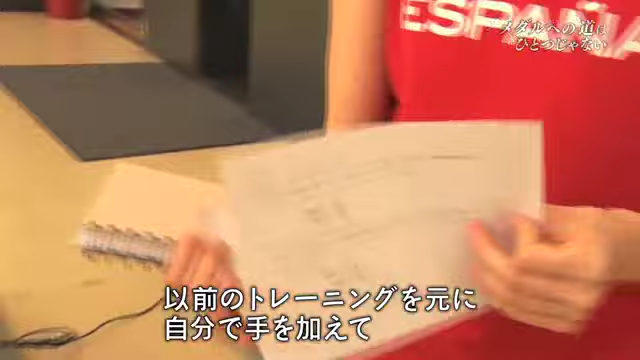 ESPAÑA
メダルへの道は
ひとつじゃない
以前のトレーニングを元に
自分で手を加えて